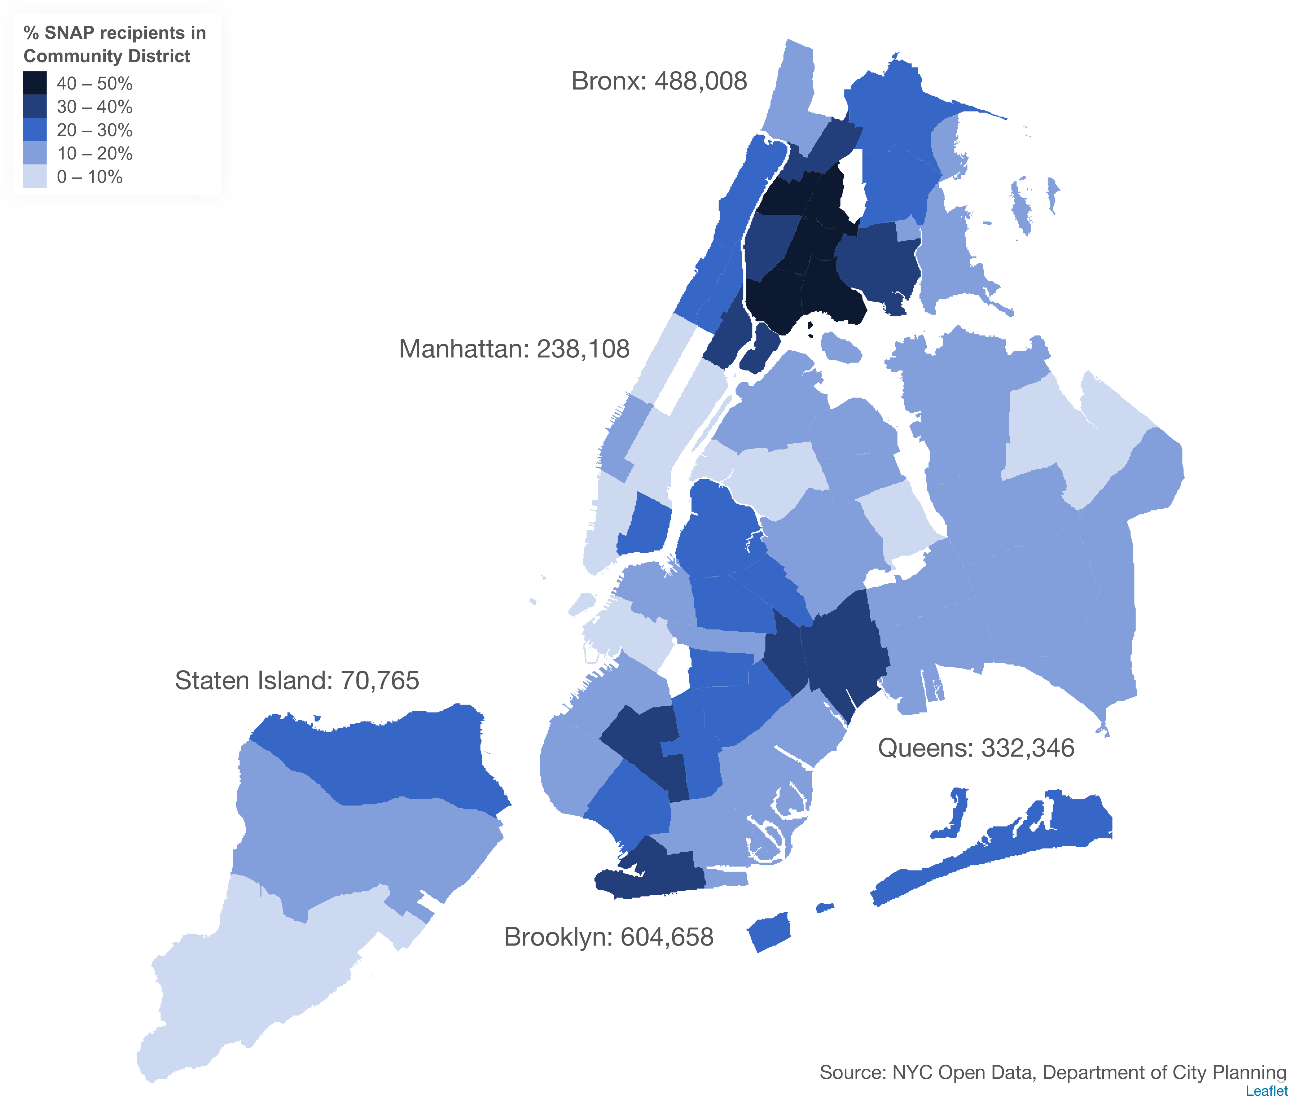 % SNAP recipients in
Community District
40 – 50%
30 – 40%
20 – 30%
10 – 20%
0 – 10%
Bronx: 488,008
Manhattan: 238,108
Staten Island: 70,765
Queens: 332,346
Brooklyn: 604,658
Source: NYC Open Data, Department of City Planning
Leaflet